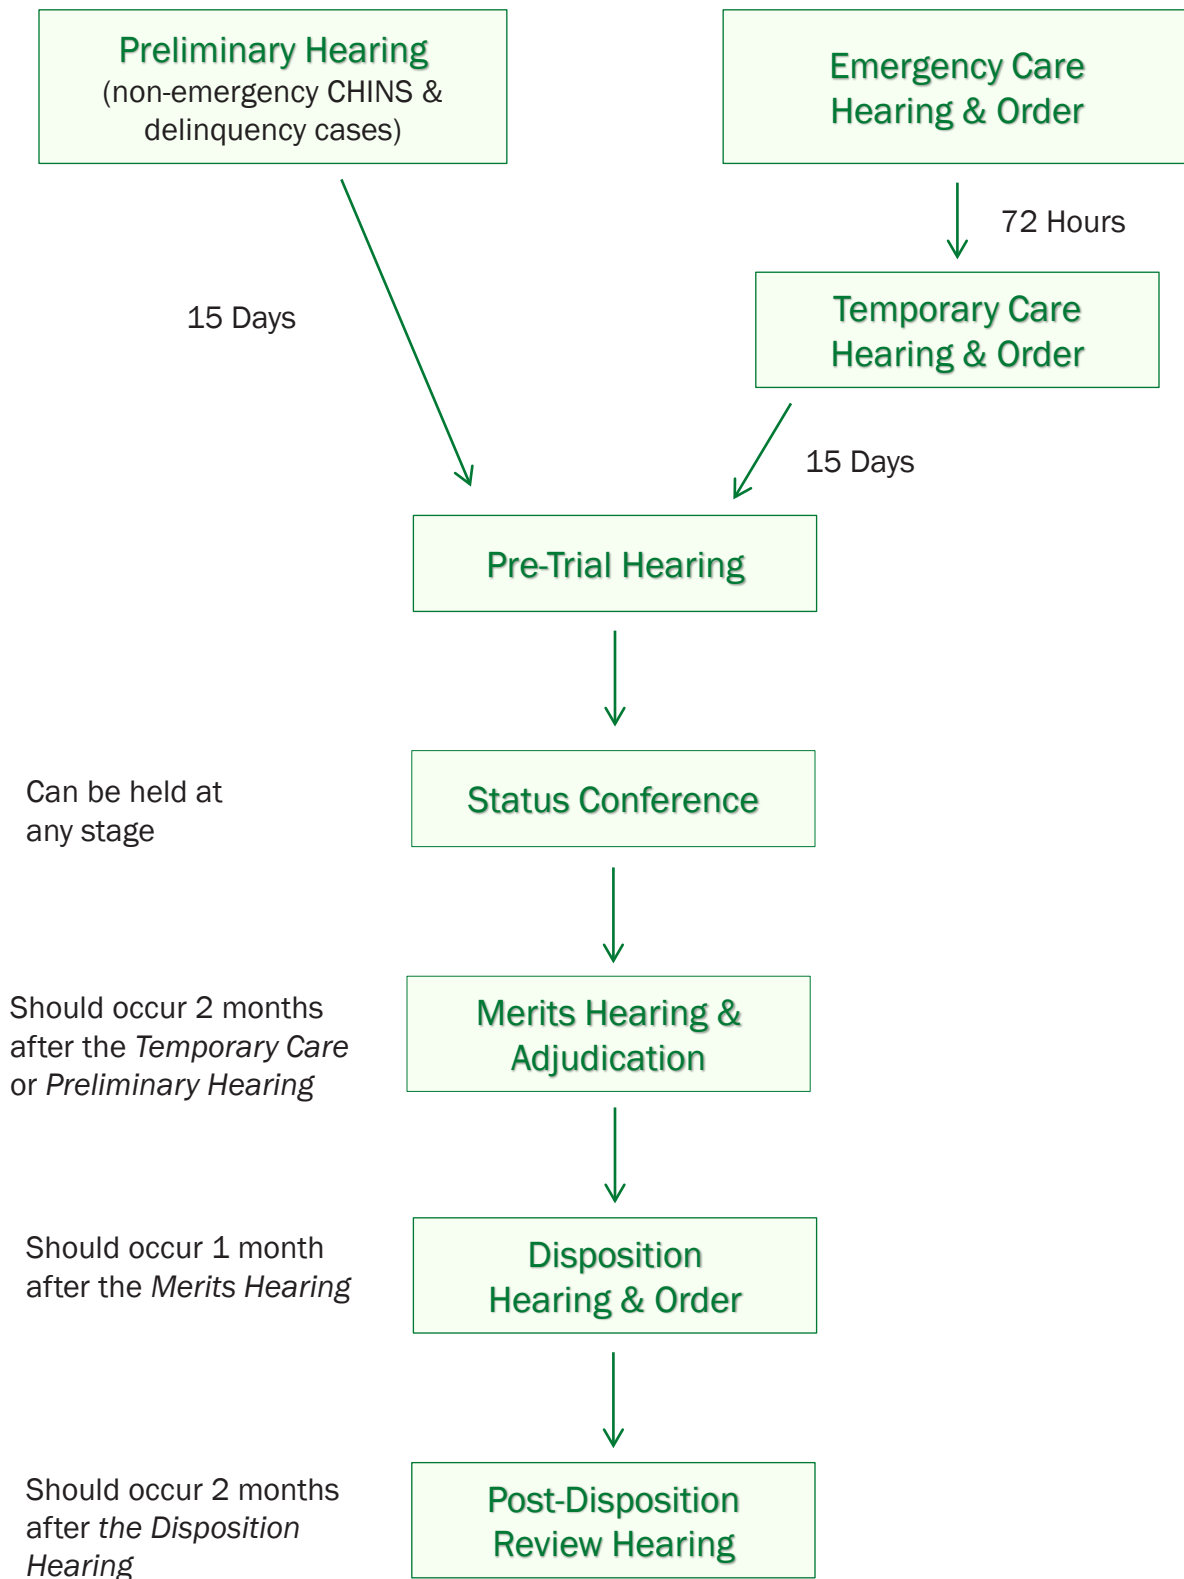 Preliminary Hearing
(non-emergency CHINS &
delinquency cases)
Emergency Care
Hearing & Order
72 Hours
Temporary Care
Hearing & Order
15 Days
15 Days
Pre-Trial Hearing
Can be held at
any stage
Status Conference
Should occur 2 months
after the Temporary Care
or Preliminary Hearing
Merits Hearing &
Adjudication
Should occur 1 month
after the Merits Hearing
Disposition
Hearing & Order
Should occur 2 months
after the Disposition
Hearing
Post-Disposition
Review Hearing